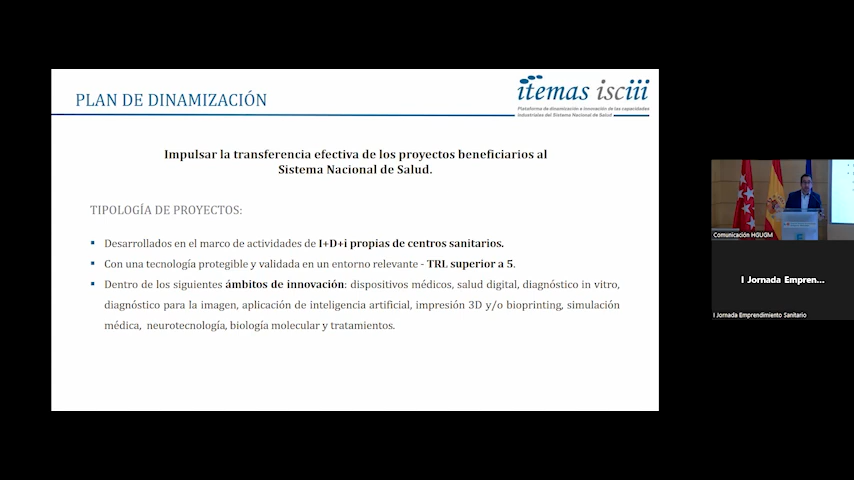 PLAN DE DINAMIZACIÓN
itemas isciii
Plataforma de dinamización e innovación de las capacidades
industriales del Sistema Nacional de Salud
Impulsar la transferencia efectiva de los proyectos beneficiarios al
Sistema Nacional de Salud.
TIPOLOGÍA DE PROYECTOS:
▪ Desarrollados en el marco de actividades de I+D+i propias de centros sanitarios.
▪ Con una tecnología protegible y validada en un entorno relevante - TRL superior a 5.
▪ Dentro de los siguientes ámbitos de innovación: dispositivos médicos, salud digital, diagnóstico in vitro,
diagnóstico para la imagen, aplicación de inteligencia artificial, impresión 3D y/o bioprinting, simulación
médica, neurotecnología, biología molecular y tratamientos.
Comunicación HGUGM
I Jornada Empren...
I Jornada Emprendimiento Sanitario